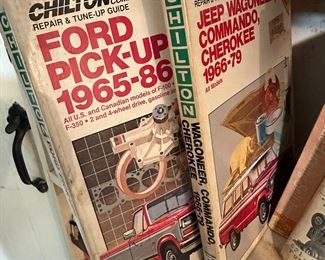 CHILTON
REPAIR & TUNE-UP GUIDE
FORD
PICK-UP
1965-86
All U.S. and Canadian models of F-100
F-350 • 2 and 4-wheel drive, gasoline
CHILTON
WAGONEER, COMMANDO,
CHEROKEE
JEEP WAGONEER
COMMANDO,
CHEROKEE
1966-79
All Models